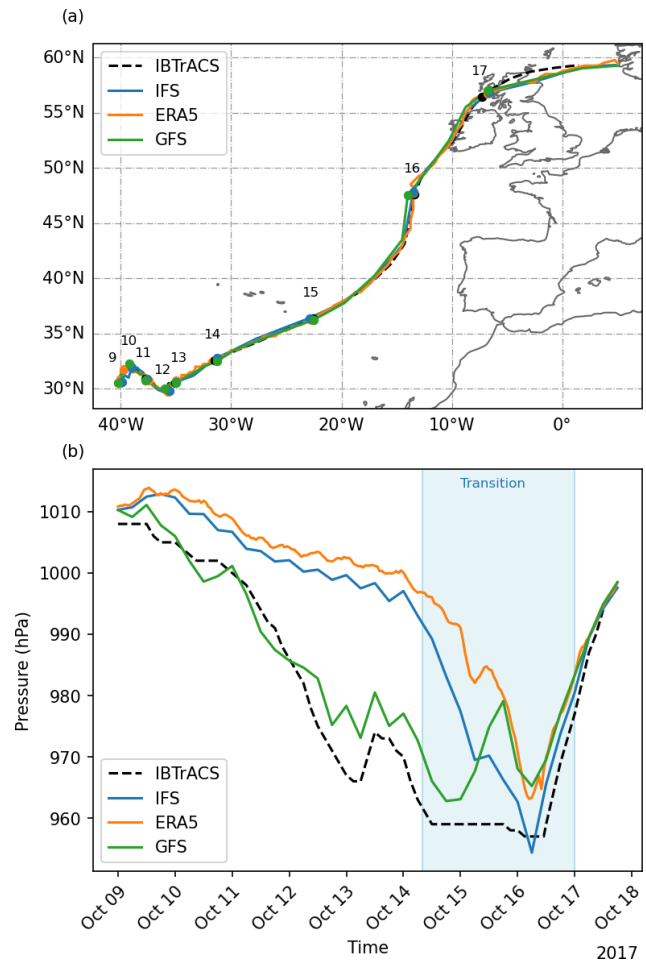 (a)
60°N
55°N
50°N
45°N
40°N
35°N
30°N
IBTrACS
IFS
ERA5
GFS
17
16
15
14
13
12
11
10
9
40°W
30°W
20°W
10°W
0°
(b)
Transition
1010
1000
990
980
970
960
Pressure (hPa)
IBTrACS
IFS
ERA5
GFS
Oct 09
Oct 10
Oct 11
Oct 12
Oct 13
Oct 14
Oct 15
Oct 16
Oct 17
Oct 18
Time
2017